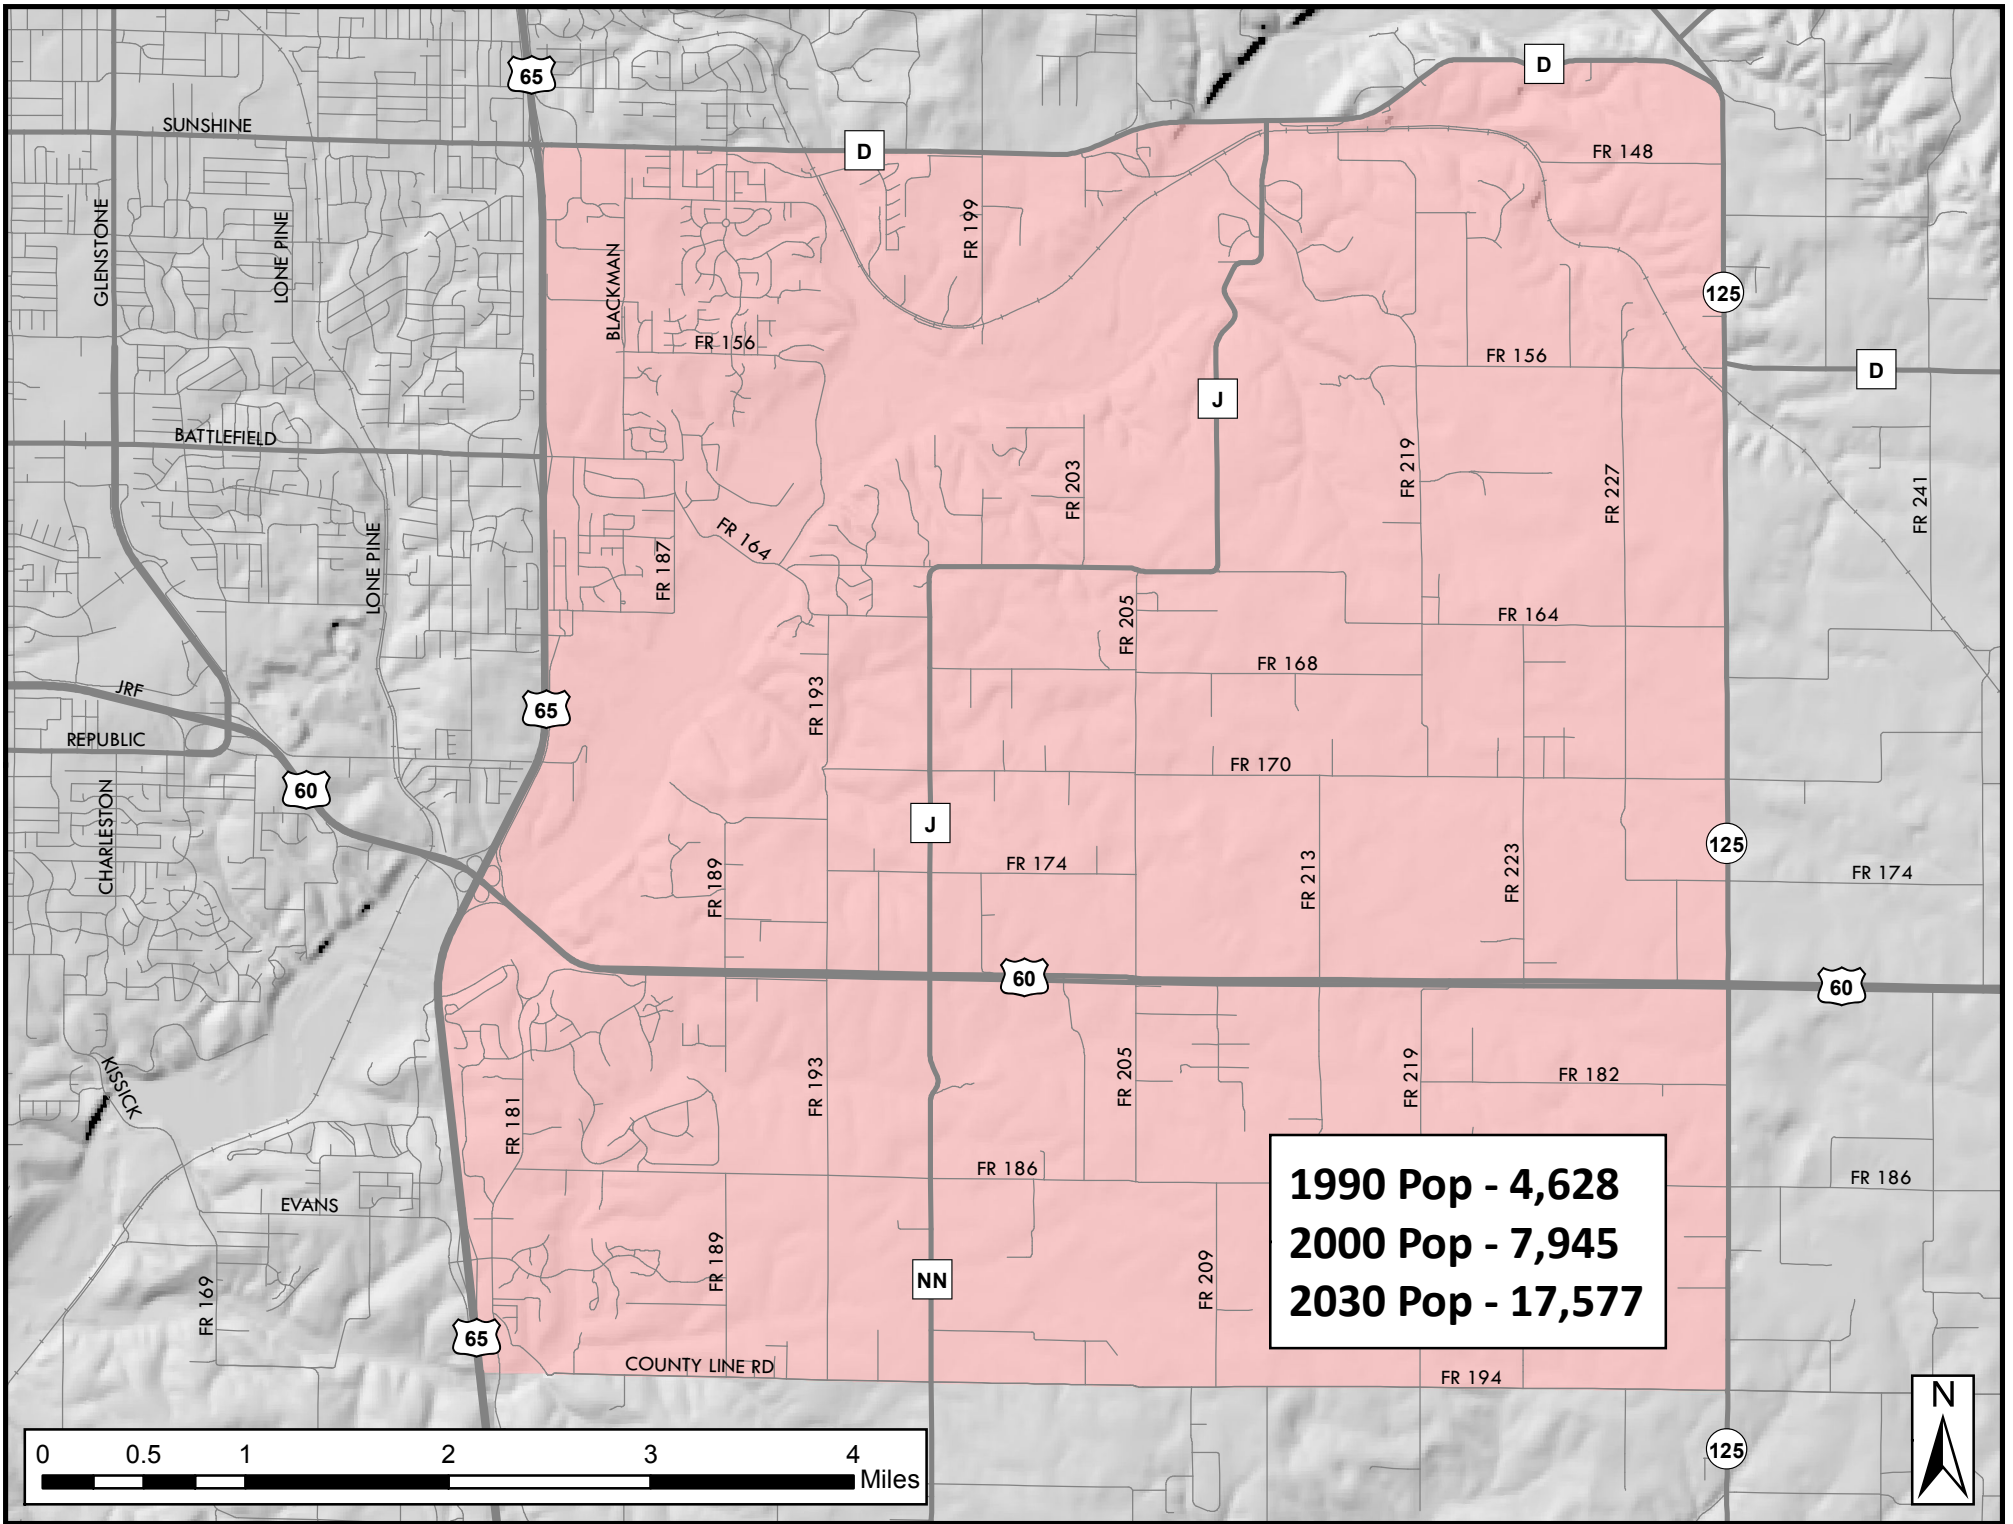 D
65
SUNSHINE
D
FR 148
GLENSTONE
LONE PINE
FR 199
BLACKMAN
125
FR 156
FR 156
D
J
BATTLEFIELD
FR 203
FR 219
FR 227
FR 241
FR 164
FR 187
LONE PINE
FR 205
FR 164
FR 168
JRF
FR 193
65
REPUBLIC
FR 170
60
CHARLESTON
J
125
FR 174
FR 189
FR 213
FR 223
FR 174
60
60
KISSICK
FR 193
FR 205
FR 219
FR 182
FR 181
FR 186
FR 186
1990 Pop - 4,628
2000 Pop - 7,945
2030 Pop - 17,577
EVANS
FR 189
FR 209
NN
FR 169
65
COUNTY LINE RD
FR 194
N
125
0 0.5 1 2 3 4
Miles